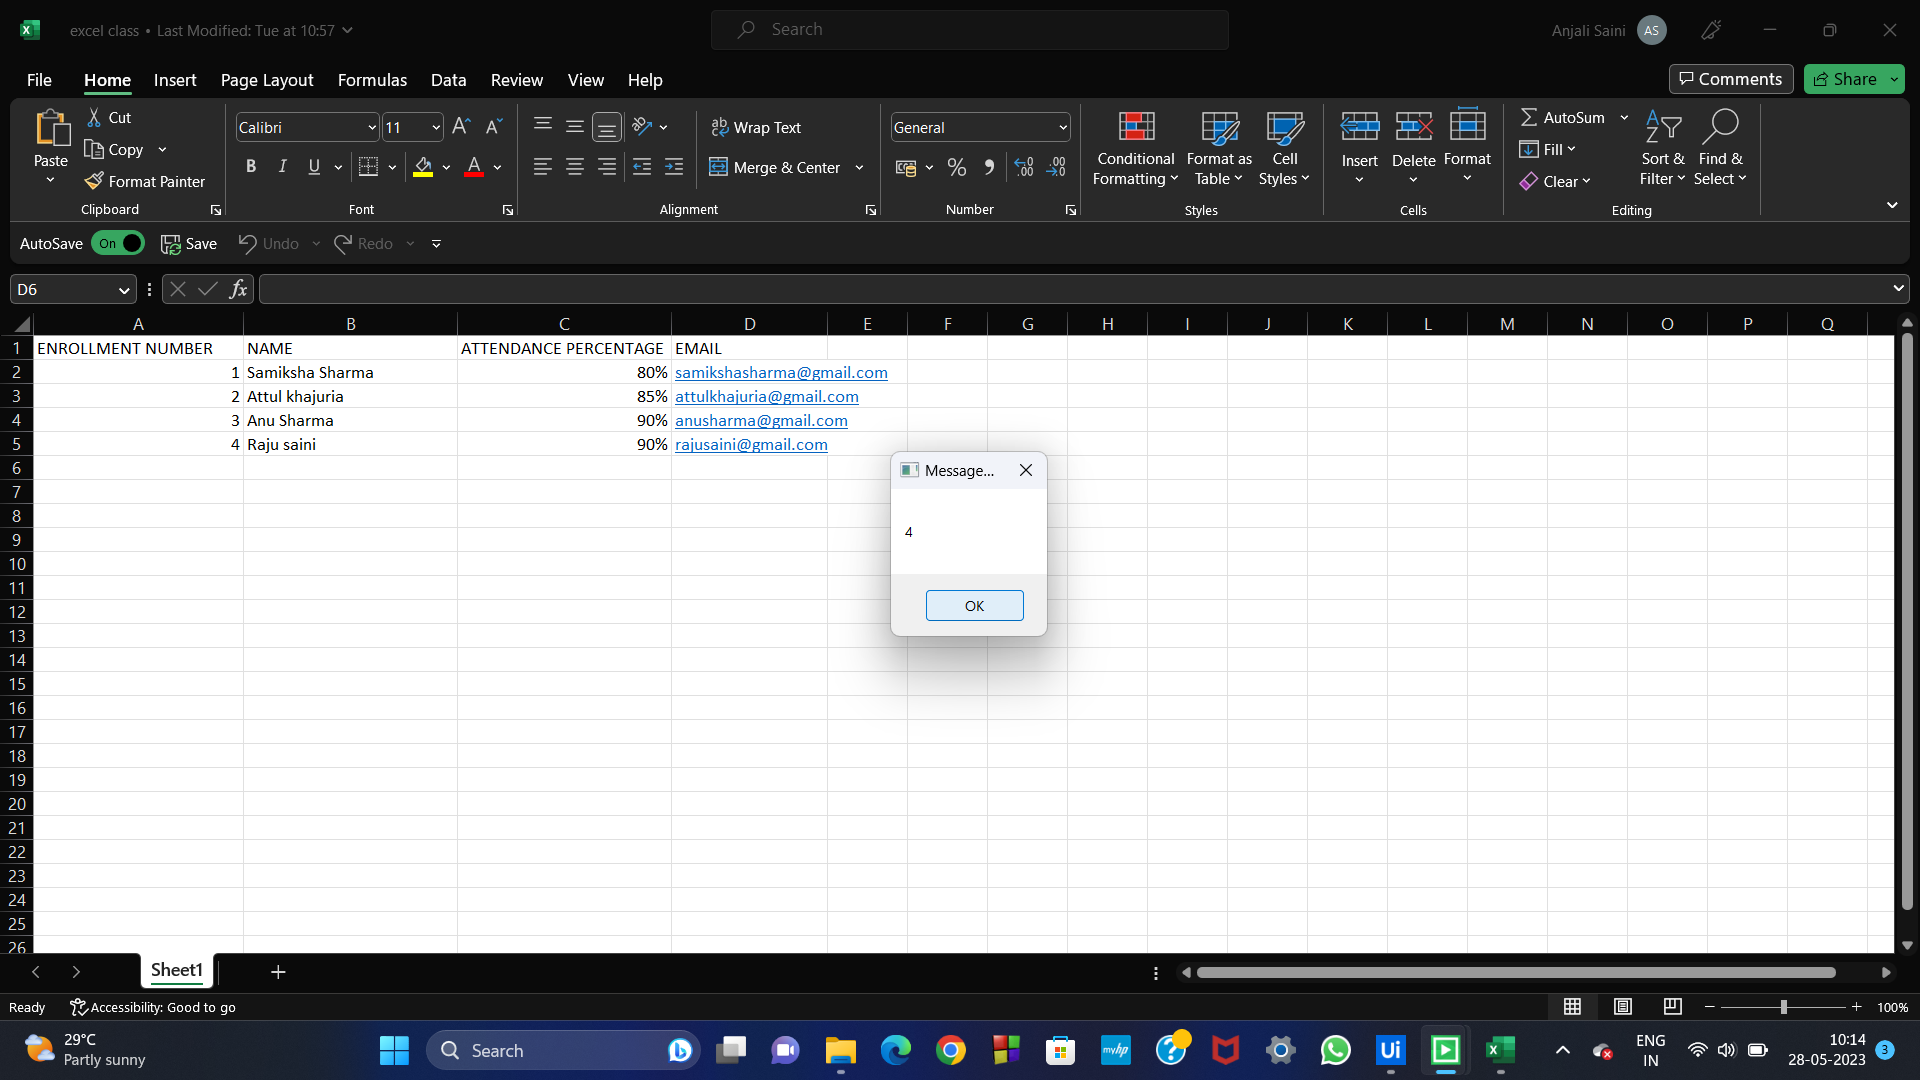 excel class • Last Modified: Tue at 10:57
Search
Anjali Saini
AS
File
Home
Insert
Page Layout
Formulas
Data
Review
View
Help
Comments
Share
Paste
Cut
Copy
Format Painter
Clipboard
Calibri
11
B
I
U
Font
Wrap Text
Merge & Center
Alignment
General
Number
Conditional
Formatting
Format as
Table
Cell
Styles
Styles
Insert
Delete
Format
Cells
AutoSum
Fill
Clear
Sort &
Filter
Find &
Select
Editing
AutoSave
On
Save
Undo
Redo
D6
fx
A B C D E F G H I J K L M N O P Q
1 ENROLLMENT NUMBER NAME ATTENDANCE PERCENTAGE EMAIL
2 1 Samiksha Sharma 80% samikshasharma@gmail.com
3 2 Attul khajuria 85% attulkhajuria@gmail.com
4 3 Anu Sharma 90% anusharma@gmail.com
5 4 Raju saini 90% rajusaini@gmail.com
6
7
8
9
10
11
12
13
14
15
16
17
18
19
20
21
22
23
24
25
26
Message...
4
OK
Sheet1
Ready
Accessibility: Good to go
100%
29°C
Partly sunny
Search
myhp
Ui
ENG
IN
10:14
28-05-2023
3